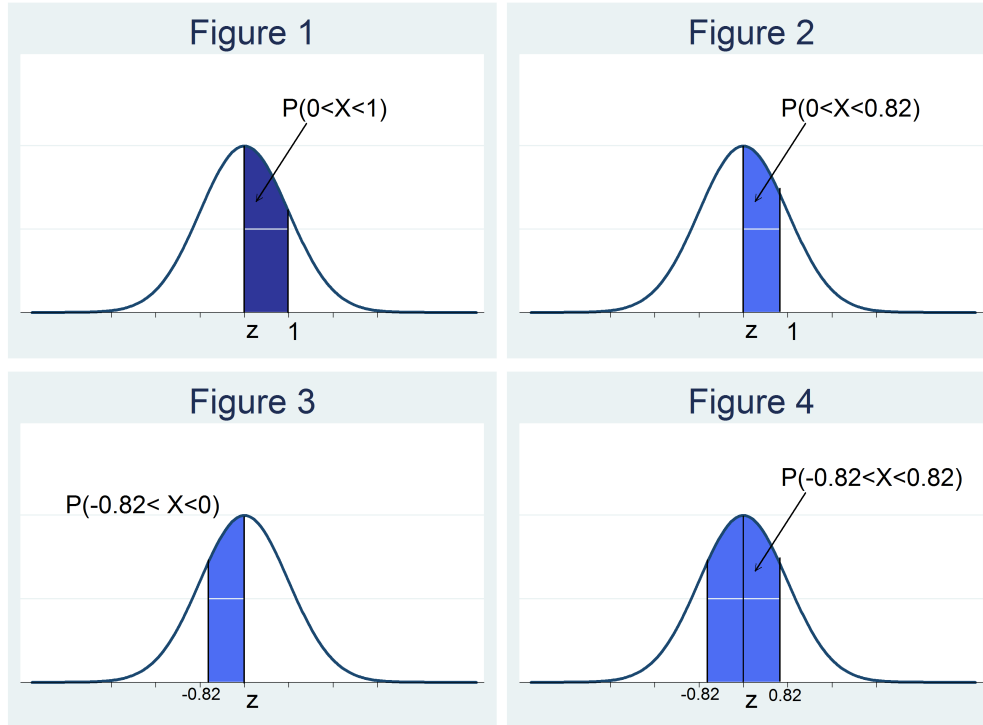 Figure 1
P(0<X<1)
z 1
Figure 2
P(0<X<0.82)
z 1
Figure 3
P(-0.82< X<0)
-0.82 z
Figure 4
P(-0.82<X<0.82)
-0.82 z 0.82